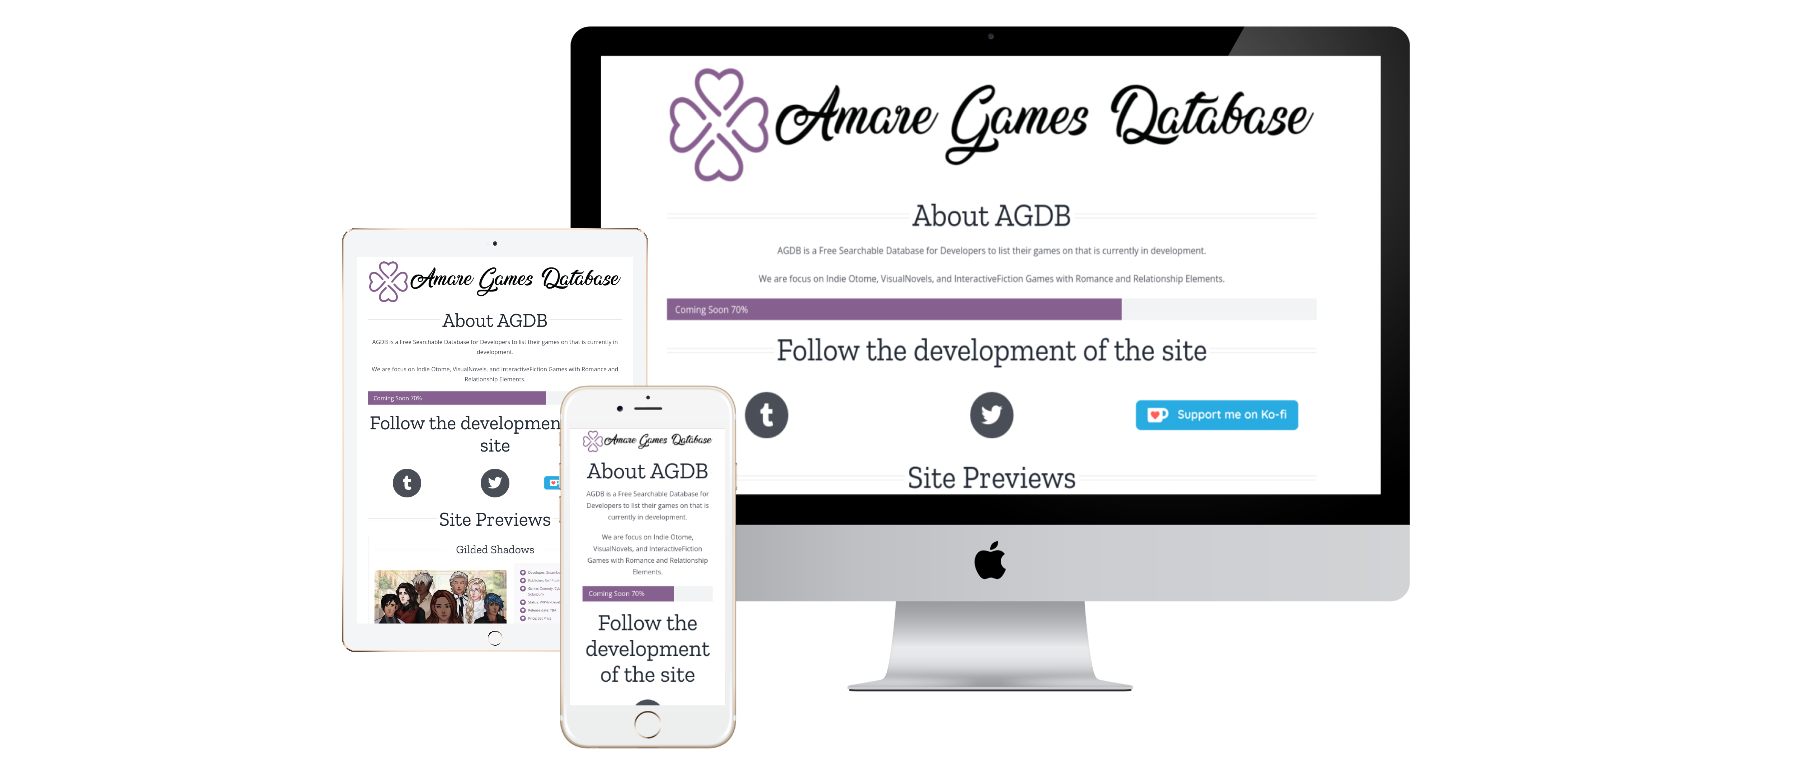 Amare Games Database
About AGDB
AGDB is a Free Searchable Database for Developers to list their games on that is currently in development.
We are focus on Indie Otome, VisualNovels, and InteractiveFiction Games with Romance and Relationship Elements.
Coming Soon 70%
Follow the development of the site
Support me on Ko-fi
Site Previews
Amare Games Database
About AGDB
AGDB is a Free Searchable Database for Developers to list their games on that is currently in
development.
We are focus on Indie Otome, VisualNovels, and InteractiveFiction Games with Romance and
Relationship Elements.
Coming Soon 70%
Follow the developmen
site
Site Previews
Gilded Shadows
Amare Games Database
About AGDB
AGDB is a Free Searchable Database for
Developers to list their games on that is
currently in development.
We are focus on Indie Otome,
VisualNovels, and InteractiveFiction
Games with Romance and Relationship
Elements.
Coming Soon 70%
Follow the
development
of the site